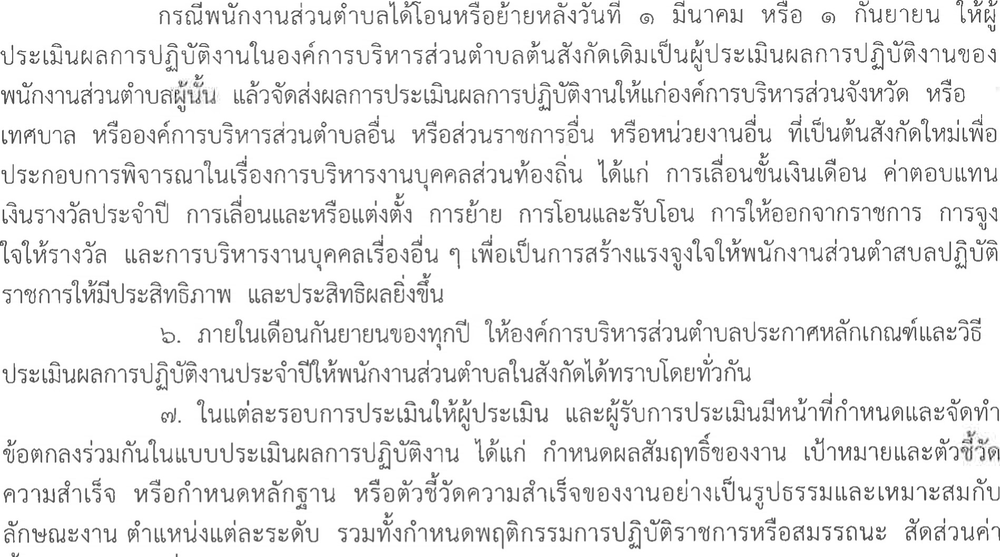 กรณีพนักงานส่วนตำบลได้โอนหรือย้ายหลังวันที่ ๑ มีนาคม หรือ ๑ กันยายน ให้ผู้
ประเมินผลการปฏิบัติงานในองค์การบริหารส่วนตำบลต้นสังกัดเดิมเป็นผู้ประเมินผลการปฏิบัติงานของ
พนักงานส่วนตำบลผู้นั้น แล้วจัดส่งผลการประเมินผลการปฏิบัติงานให้แก่องค์การบริหารส่วนจังหวัด หรือ
เทศบาล หรือองค์การบริหารส่วนตำบลอื่น หรือส่วนราชการอื่น หรือหน่วยงานอื่น ที่เป็นต้นสังกัดใหม่เพื่อ
ประกอบการพิจารณาในเรื่องการบริหารงานบุคคลส่วนท้องถิ่น ได้แก่ การเลื่อนขั้นเงินเดือน ค่าตอบแทน
เงินรางวัลประจำปี การเลื่อนและหรือแต่งตั้ง การย้าย การโอนและรับโอน การให้ออกจากราชการ การจูง
ใจให้รางวัล และการบริหารงานบุคคลเรื่องอื่น ๆ เพื่อเป็นการสร้างแรงจูงใจให้พนักงานส่วนตำสบลปฏิบัติ
ราชการให้มีประสิทธิภาพ และประสิทธิผลยิ่งขึ้น
๖. ภายในเดือนกันยายนของทุกปี ให้องค์การบริหารส่วนตำบลประกาศหลักเกณฑ์และวิธี
ประเมินผลการปฏิบัติงานประจำปีให้พนักงานส่วนตำบลในสังกัดได้ทราบโดยทั่วกัน
๗. ในแต่ละรอบการประเมินให้ผู้ประเมิน และผู้รับการประเมินมีหน้าที่กำหนดและจัดทำ
ข้อตกลงร่วมกันในแบบประเมินผลการปฏิบัติงาน ได้แก่ กำหนดผลสัมฤทธิ์ของงาน เป้าหมายและตัวชี้วัด
ความสำเร็จ หรือกำหนดหลักฐาน หรือตัวชี้วัดความสำเร็จของงานอย่างเป็นรูปธรรมและเหมาะสมกับ
ลักษณะงาน ตำแหน่งแต่ละระดับ รวมทั้งกำหนดพฤติกรรมการปฏิบัติราชการหรือสมรรถนะ สัดส่วนค่า